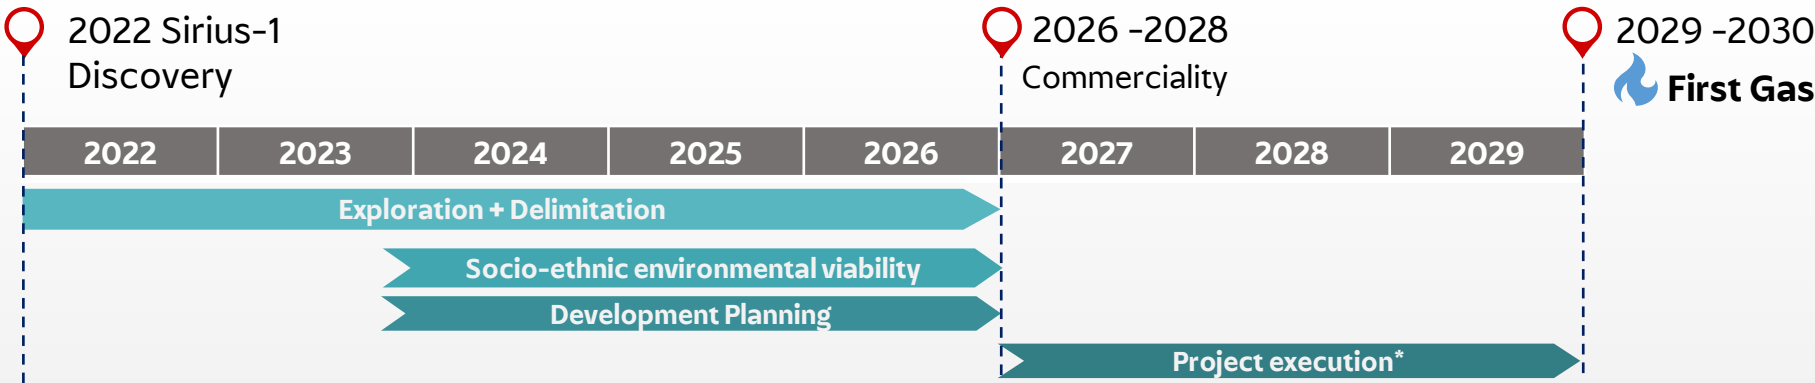 2022 Sirius-1
Discovery
2026 -2028
Commerciality
2029 -2030
First Gas
2022 2023 2024 2025 2026 2027 2028 2029
Exploration + Delimitation
Socio-ethnic environmental viability
Development Planning
Project execution*